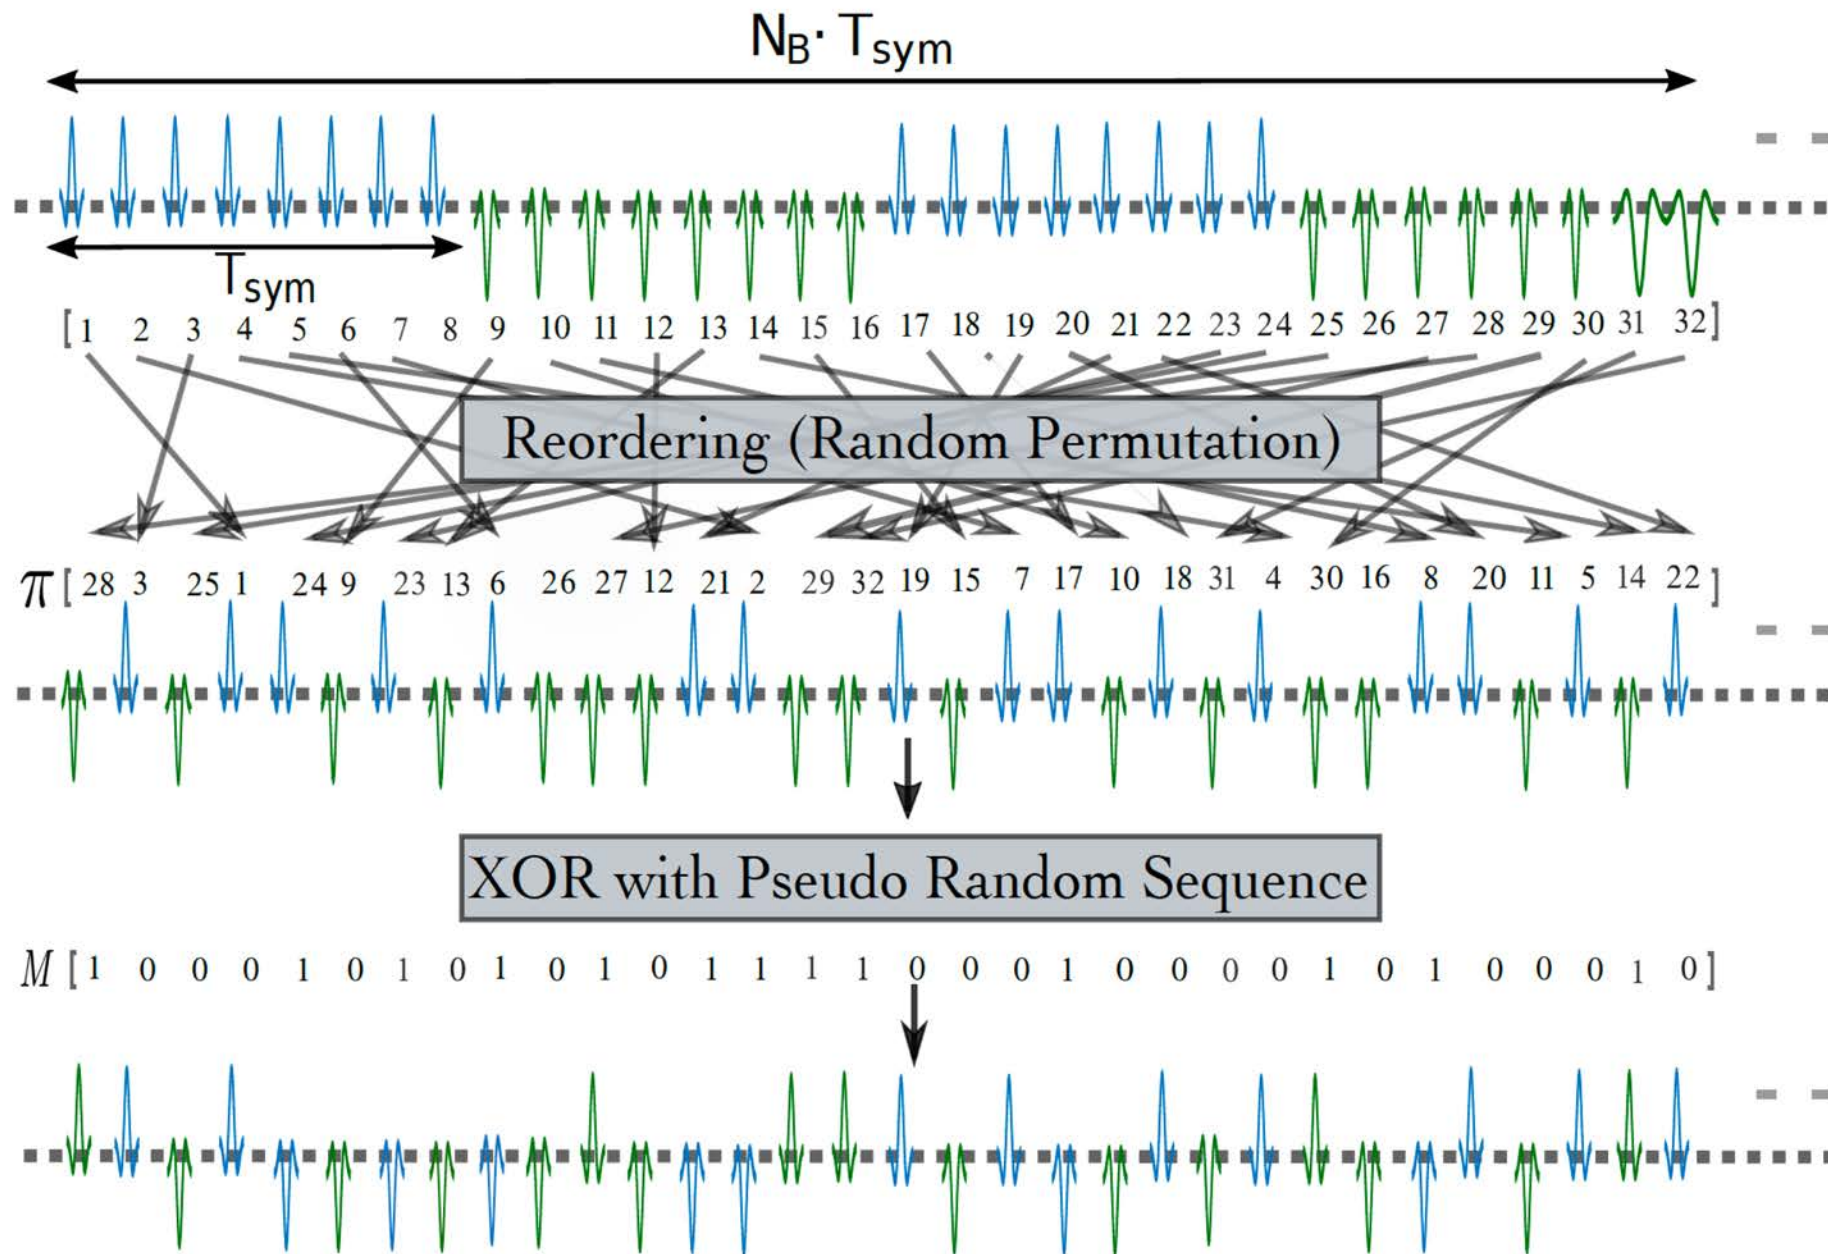 N_B · T_sym
T_sym
[1 2 3 4 5 6 7 8 9 10 11 12 13 14 15 16 17 18 19 20 21 22 23 24 25 26 27 28 29 30 31 32]
Reordering (Random Permutation)
π [28 3 25 1 24 9 23 13 6 26 27 12 21 2 29 32 19 15 7 17 10 18 31 4 30 16 8 20 11 5 14 22]
XOR with Pseudo Random Sequence
M [1 0 0 0 1 0 1 0 1 0 1 0 1 1 1 1 0 0 0 1 0 0 0 0 1 0 1 0 0 0 1 0]